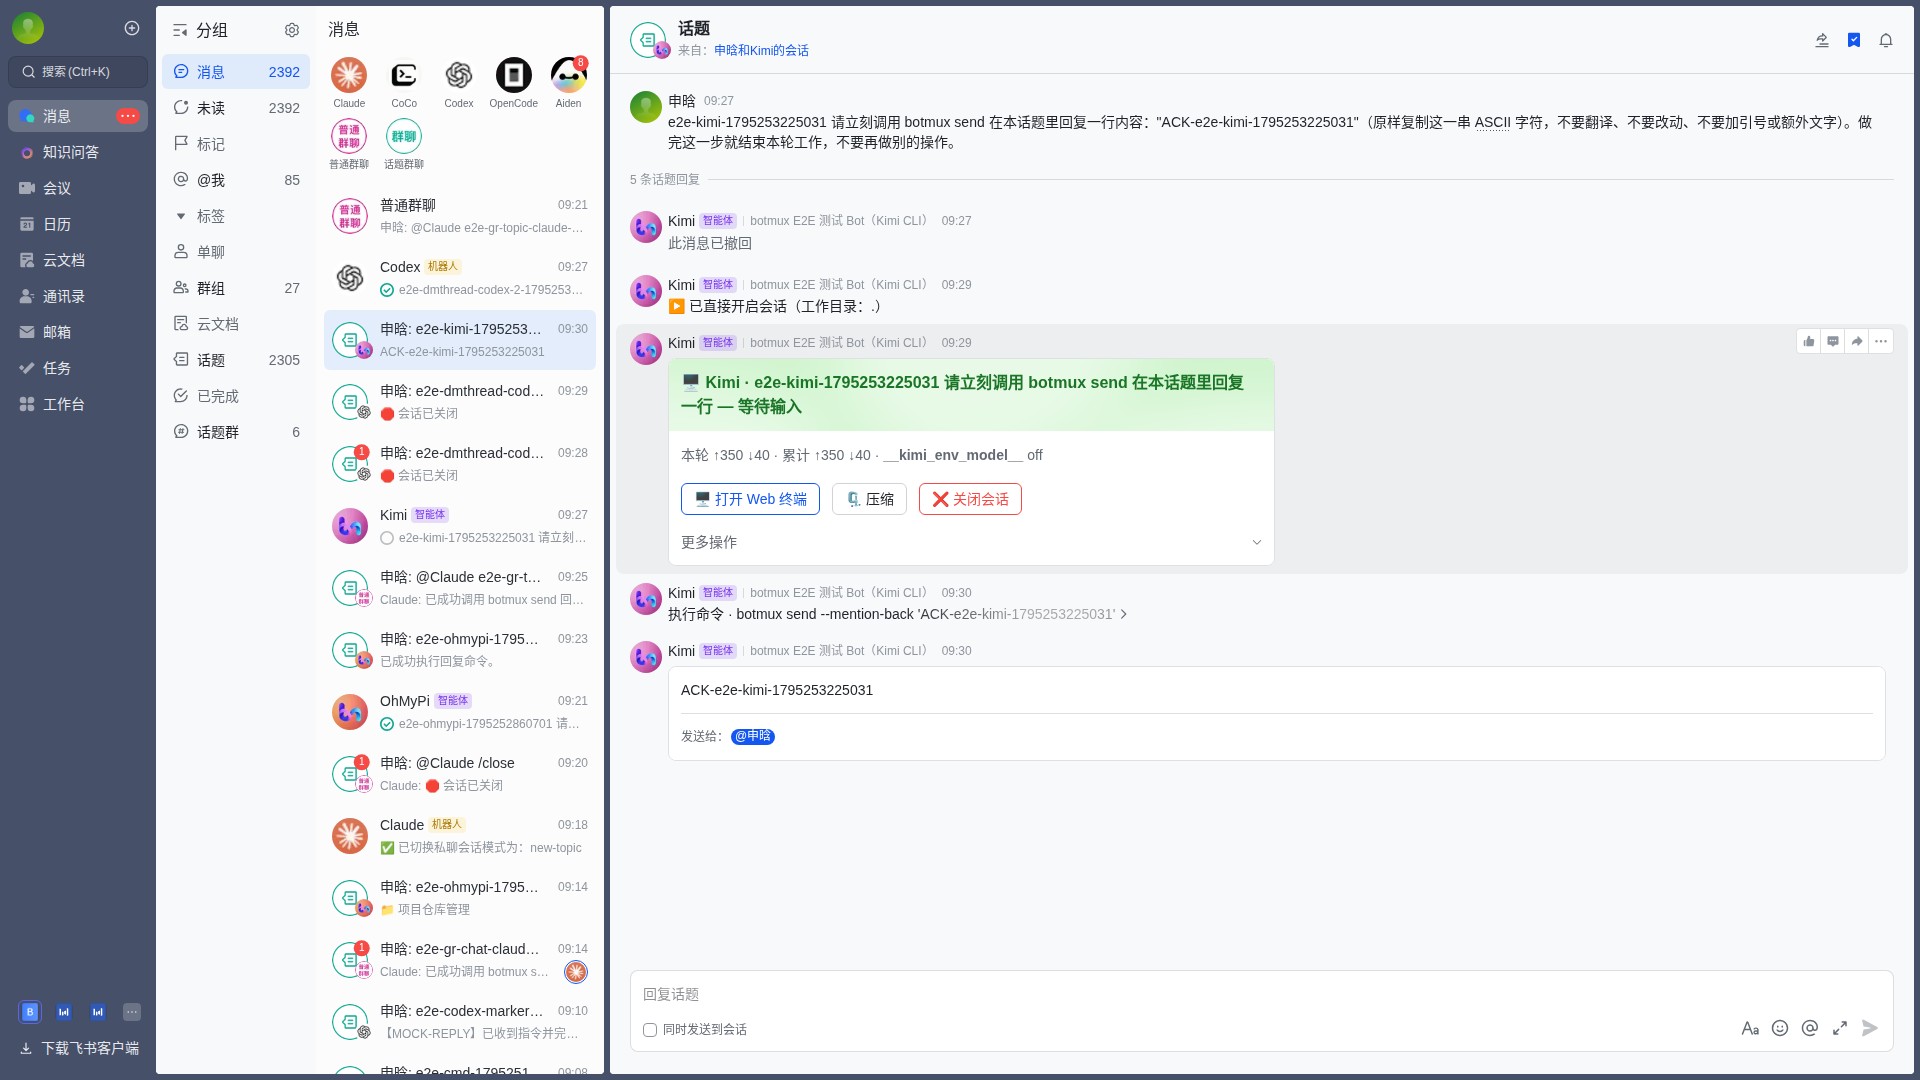 搜索 (Ctrl+K)
消息
知识问答
会议
日历
云文档
通讯录
邮箱
任务
工作台
下载飞书客户端
分组
消息 2392
未读 2392
标记
@我 85
标签
单聊
群组 27
云文档
话题 2305
已完成
话题群 6
消息
Claude
CoCo
Codex
OpenCode
8
Aiden
普通群聊
普通群聊
群聊
话题群聊
普通群聊
普通群聊 09:21
申晗: @Claude e2e-gr-topic-claude-...
Codex 机器人 09:27
e2e-dmthread-codex-2-1795253...
申晗: e2e-kimi-1795253... 09:30
ACK-e2e-kimi-1795253225031
申晗: e2e-dmthread-cod... 09:29
会话已关闭
1
申晗: e2e-dmthread-cod... 09:28
会话已关闭
Kimi 智能体 09:27
e2e-kimi-1795253225031 请立刻...
申晗: @Claude e2e-gr-t... 09:25
Claude: 已成功调用 botmux send 回...
申晗: e2e-ohmypi-1795... 09:23
已成功执行回复命令。
OhMyPi 智能体 09:21
e2e-ohmypi-1795252860701 请...
1
申晗: @Claude /close 09:20
Claude: 会话已关闭
Claude 机器人 09:18
已切换私聊会话模式为：new-topic
申晗: e2e-ohmypi-1795... 09:14
项目仓库管理
1
申晗: e2e-gr-chat-claud... 09:14
Claude: 已成功调用 botmux s...
申晗: e2e-codex-marker... 09:10
【MOCK-REPLY】已收到指令并完...
申晗: e2e-cmd-1795251... 09:08
话题
来自：申晗和Kimi的会话
申晗 09:27
e2e-kimi-1795253225031 请立刻调用 botmux send 在本话题里回复一行内容："ACK-e2e-kimi-1795253225031"（原样复制这一串 ASCII 字符，不要翻译、不要改动、不要加引号或额外文字）。做
完这一步就结束本轮工作，不要再做别的操作。
5 条话题回复
Kimi 智能体 botmux E2E 测试 Bot（Kimi CLI） 09:27
此消息已撤回
Kimi 智能体 botmux E2E 测试 Bot（Kimi CLI） 09:29
已直接开启会话（工作目录：.）
Kimi 智能体 botmux E2E 测试 Bot（Kimi CLI） 09:29
Kimi · e2e-kimi-1795253225031 请立刻调用 botmux send 在本话题里回复
一行 — 等待输入
本轮 ↑350 ↓40 · 累计 ↑350 ↓40 · __kimi_env_model__ off
打开 Web 终端
压缩
关闭会话
更多操作
Kimi 智能体 botmux E2E 测试 Bot（Kimi CLI） 09:30
执行命令 · botmux send --mention-back 'ACK-e2e-kimi-1795253225031'
Kimi 智能体 botmux E2E 测试 Bot（Kimi CLI） 09:30
ACK-e2e-kimi-1795253225031
发送给：@申晗
回复话题
同时发送到会话